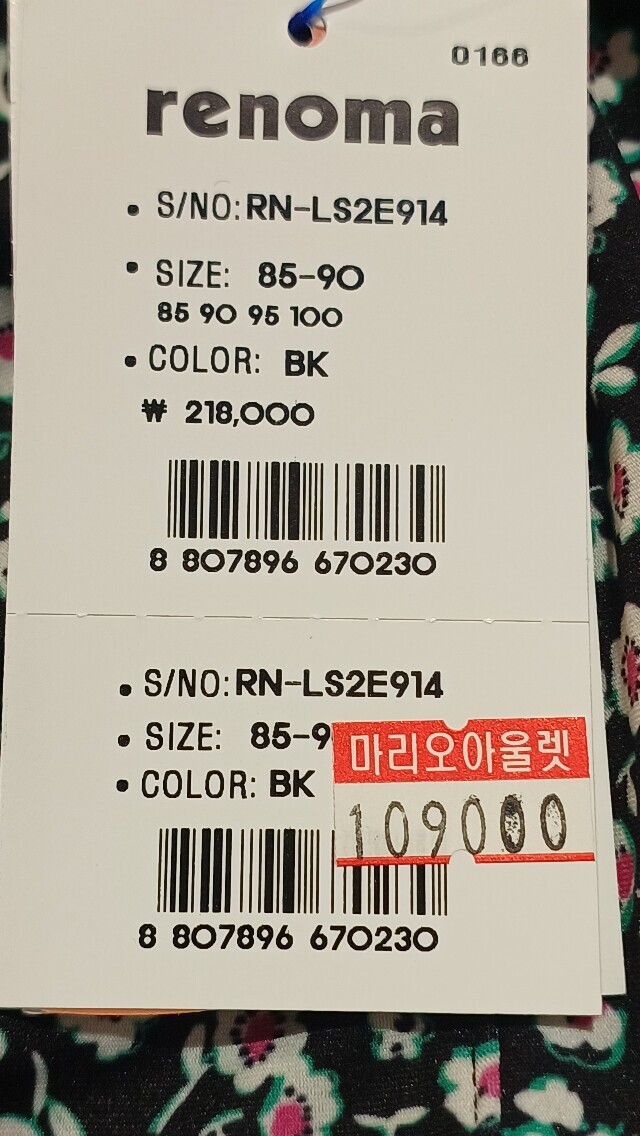 0166
renoma
• S/NO: RN-LS2E914
• SIZE: 85-90
85 90 95 100
• COLOR: BK
₩ 218,000
8 807896 670230
• S/NO: RN-LS2E914
• SIZE: 85-9
마리오아울렛
• COLOR: BK
109000
8 807896 670230